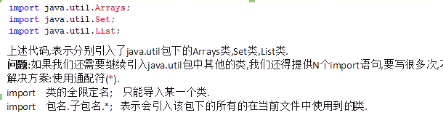 import java.util.Arrays;
import java.util.Set;
import java.util.List;
上述代码,表示分别引入了java.util包下的Arrays类,Set类,List类.
问题:如果我们还需要继续引入java.util包中其他的类,我们还得提供N个import语句,要写很多次,
解决方案:使用通配符(*).
import 类的全限定名; 只能导入某一个类.
import 包名.子包名.*; 表示会引入该包下的所有的在当前文件中使用到的类.